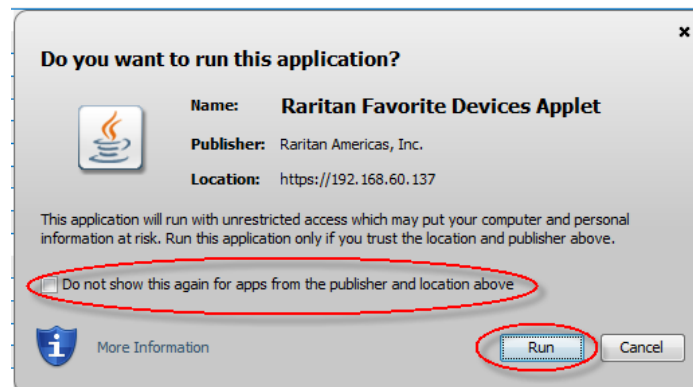 Do you want to run this application?
Name: Raritan Favorite Devices Applet
Publisher: Raritan Americas, Inc.
Location: https://192.168.60.137
This application will run with unrestricted access which may put your computer and personal
information at risk. Run this application only if you trust the location and publisher above.
Do not show this again for apps from the publisher and location above
More Information
Run
Cancel